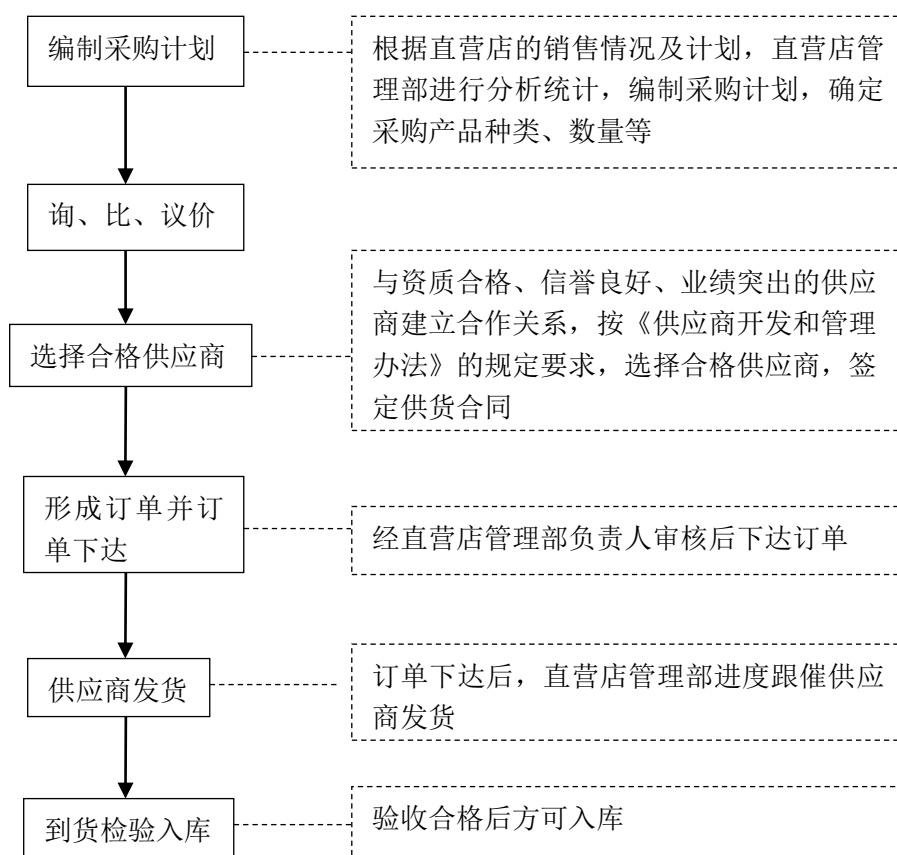 编制采购计划
根据直营店的销售情况及计划，直营店管
理部进行分析统计，编制采购计划，确定
采购产品种类、数量等
询、比、议价
选择合格供应商
与资质合格、信誉良好、业绩突出的供应
商建立合作关系，按《供应商开发和管理
办法》的规定要求，选择合格供应商，签
定供货合同
形成订单并订
单下达
经直营店管理部负责人审核后下达订单
供应商发货
订单下达后，直营店管理部进度跟催供应
商发货
到货检验入库
验收合格后方可入库